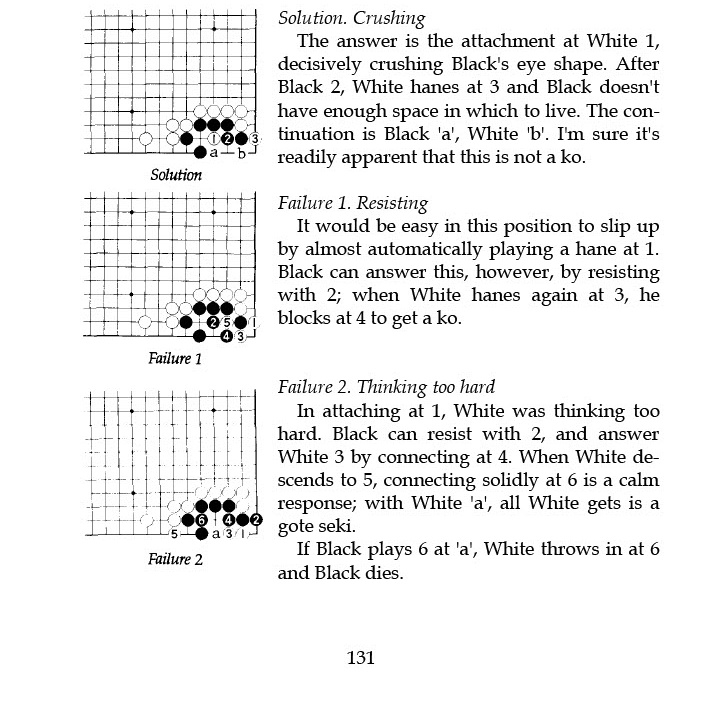 Solution. Crushing
The answer is the attachment at White 1,
decisively crushing Black's eye shape. After
Black 2, White hanes at 3 and Black doesn't
have enough space in which to live. The con-
tinuation is Black 'a', White 'b'. I'm sure it's
readily apparent that this is not a ko.
1 2 3
a b
Solution
Failure 1. Resisting
It would be easy in this position to slip up
by almost automatically playing a hane at 1.
Black can answer this, however, by resisting
with 2; when White hanes again at 3, he
blocks at 4 to get a ko.
2 5 1
4 3
Failure 1
Failure 2. Thinking too hard
In attaching at 1, White was thinking too
hard. Black can resist with 2, and answer
White 3 by connecting at 4. When White de-
scends to 5, connecting solidly at 6 is a calm
response; with White 'a', all White gets is a
gote seki.
If Black plays 6 at 'a', White throws in at 6
and Black dies.
6 4 2
5 a 3 1
Failure 2
131